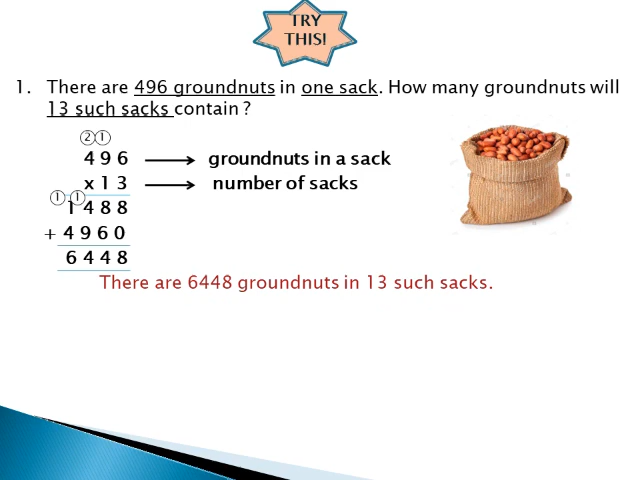 TRY
THIS!
1. There are 496 groundnuts in one sack. How many groundnuts will
13 such sacks contain ?
2 1
4 9 6 groundnuts in a sack
x 1 3 number of sacks
1 1
1 4 8 8
+ 4 9 6 0
6 4 4 8
There are 6448 groundnuts in 13 such sacks.